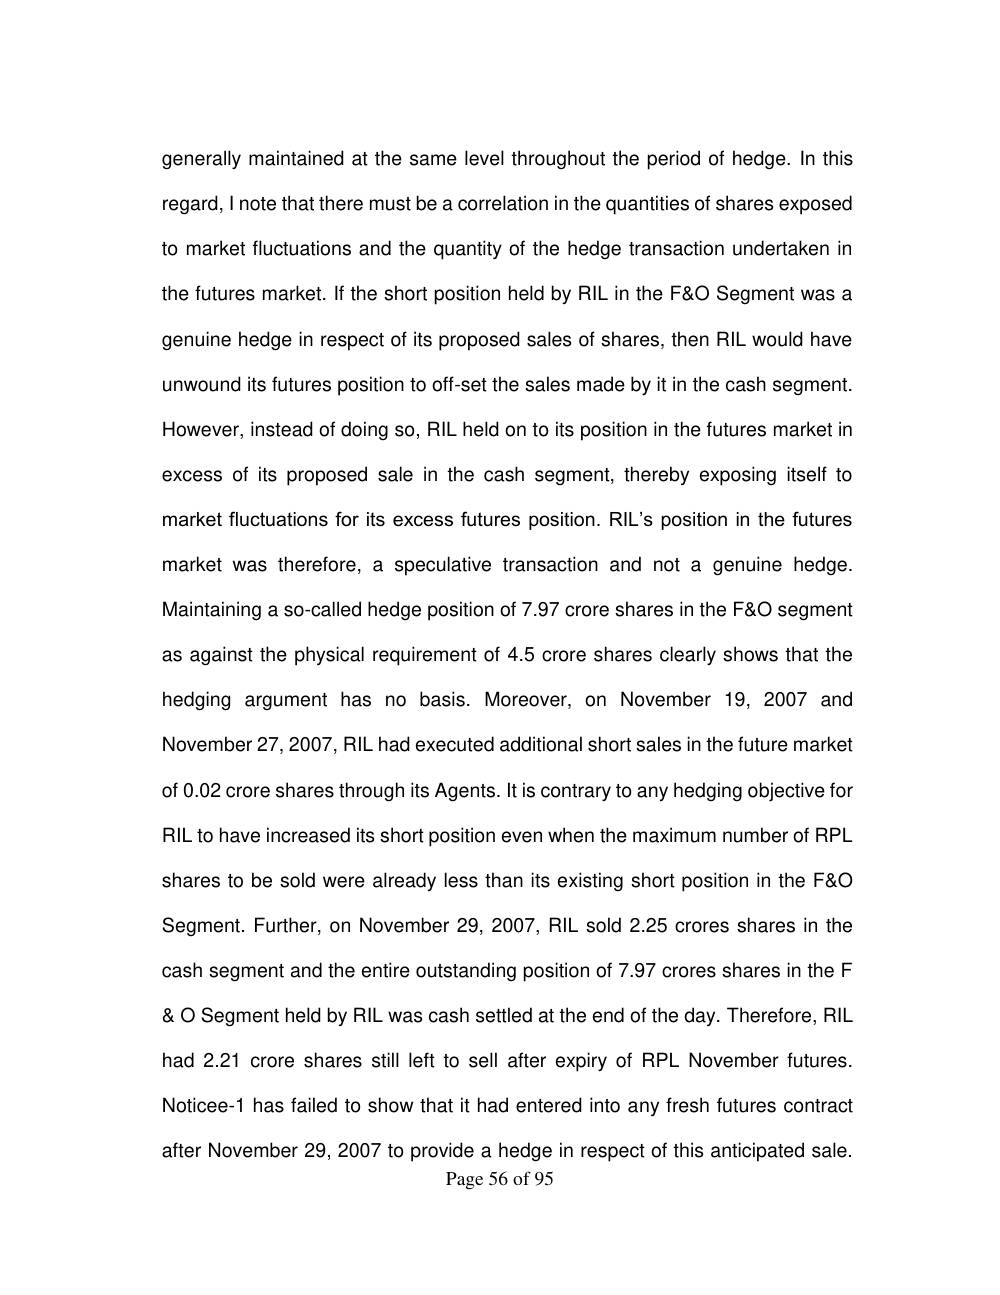 generally maintained at the same level throughout the period of hedge. In this
regard, I note that there must be a correlation in the quantities of shares exposed
to market fluctuations and the quantity of the hedge transaction undertaken in
the futures market. If the short position held by RIL in the F&O Segment was a
genuine hedge in respect of its proposed sales of shares, then RIL would have
unwound its futures position to off-set the sales made by it in the cash segment.
However, instead of doing so, RIL held on to its position in the futures market in
excess of its proposed sale in the cash segment, thereby exposing itself to
market fluctuations for its excess futures position. RIL's position in the futures
market was therefore, a speculative transaction and not a genuine hedge.
Maintaining a so-called hedge position of 7.97 crore shares in the F&O segment
as against the physical requirement of 4.5 crore shares clearly shows that the
hedging argument has no basis. Moreover, on November 19, 2007 and
November 27, 2007, RIL had executed additional short sales in the future market
of 0.02 crore shares through its Agents. It is contrary to any hedging objective for
RIL to have increased its short position even when the maximum number of RPL
shares to be sold were already less than its existing short position in the F&O
Segment. Further, on November 29, 2007, RIL sold 2.25 crores shares in the
cash segment and the entire outstanding position of 7.97 crores shares in the F
& O Segment held by RIL was cash settled at the end of the day. Therefore, RIL
had 2.21 crore shares still left to sell after expiry of RPL November futures.
Noticee-1 has failed to show that it had entered into any fresh futures contract
after November 29, 2007 to provide a hedge in respect of this anticipated sale.
Page 56 of 95